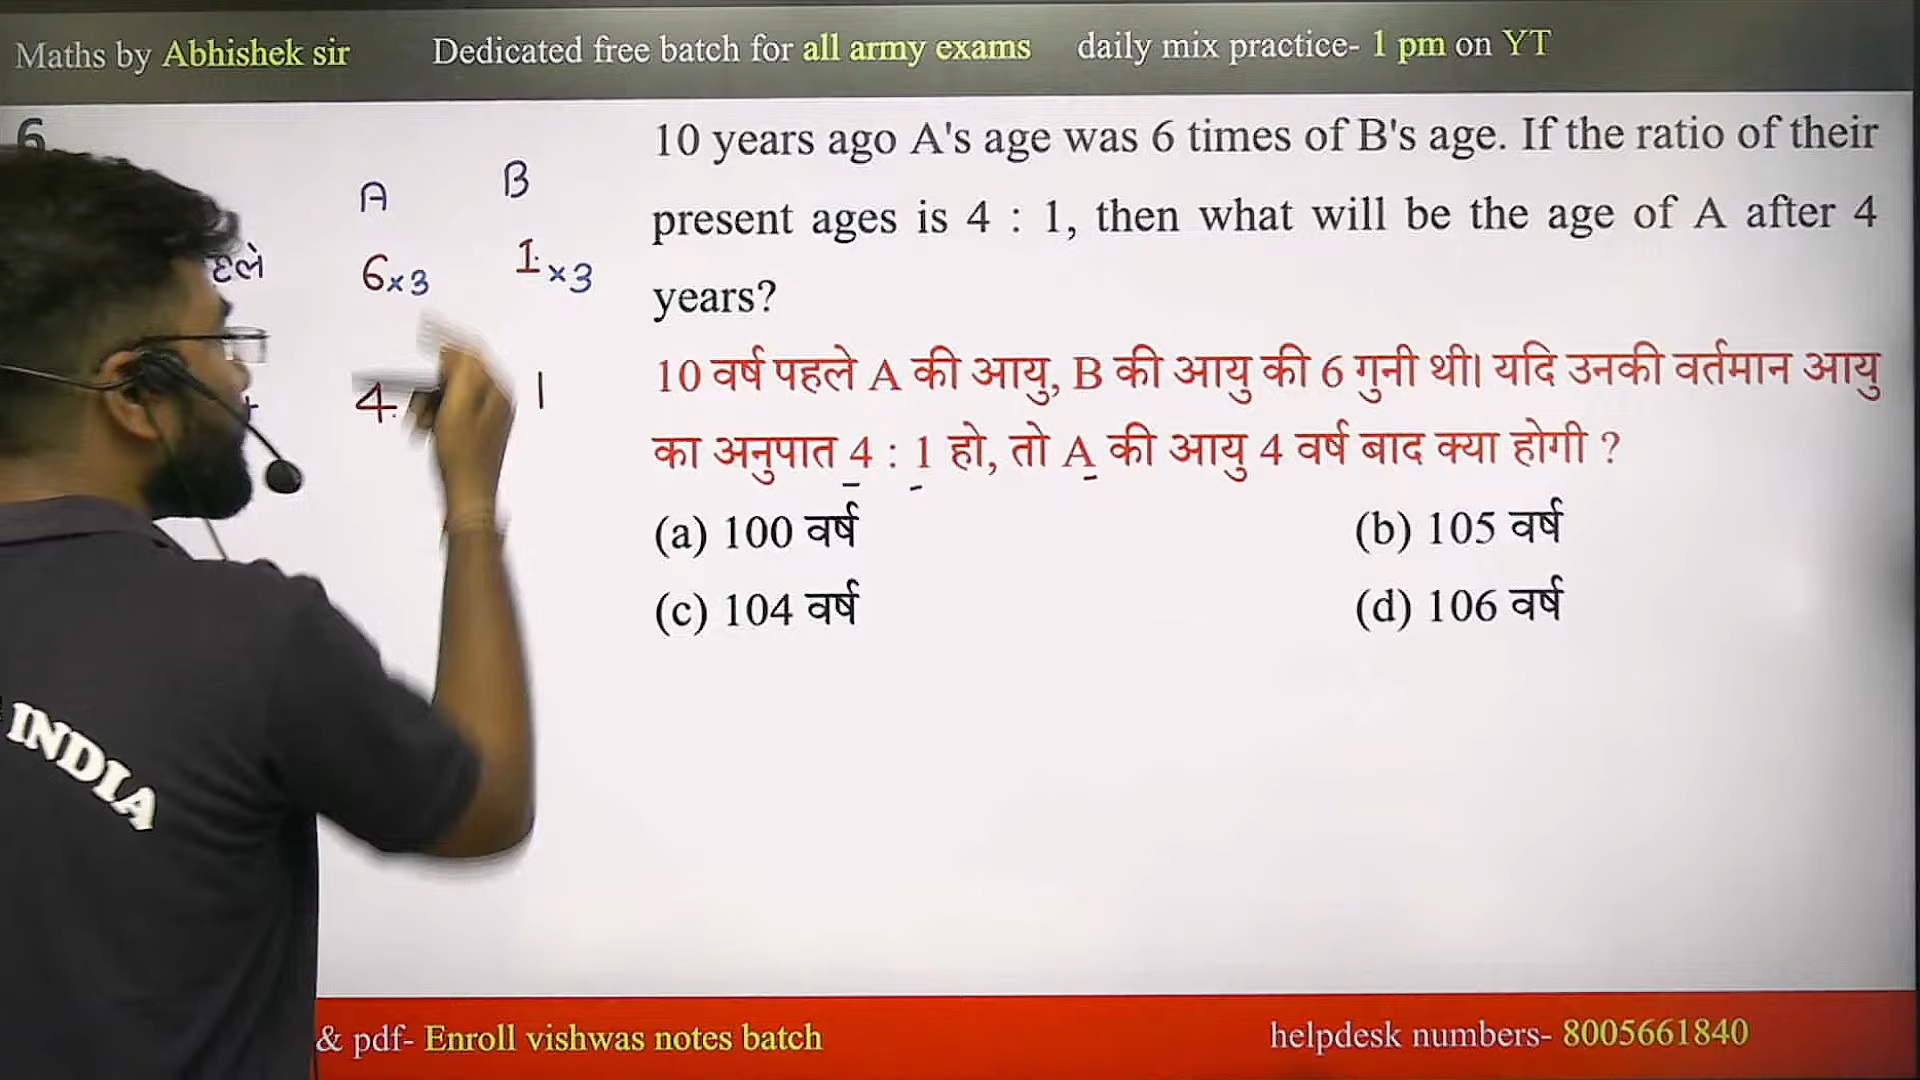 Maths by Abhishek sir Dedicated free batch for all army exams daily mix practice- 1 pm on YT
6
10 years ago A's age was 6 times of B's age. If the ratio of their
present ages is 4 : 1, then what will be the age of A after 4
years?
10 वर्ष पहले A की आयु, B की आयु की 6 गुनी थी। यदि उनकी वर्तमान आयु
का अनुपात 4 : 1 हो, तो A की आयु 4 वर्ष बाद क्या होगी ?
(a) 100 वर्ष (b) 105 वर्ष
(c) 104 वर्ष (d) 106 वर्ष
A B
6×3 1×3
4 1
INDIA
& pdf- Enroll vishwas notes batch helpdesk numbers- 8005661840